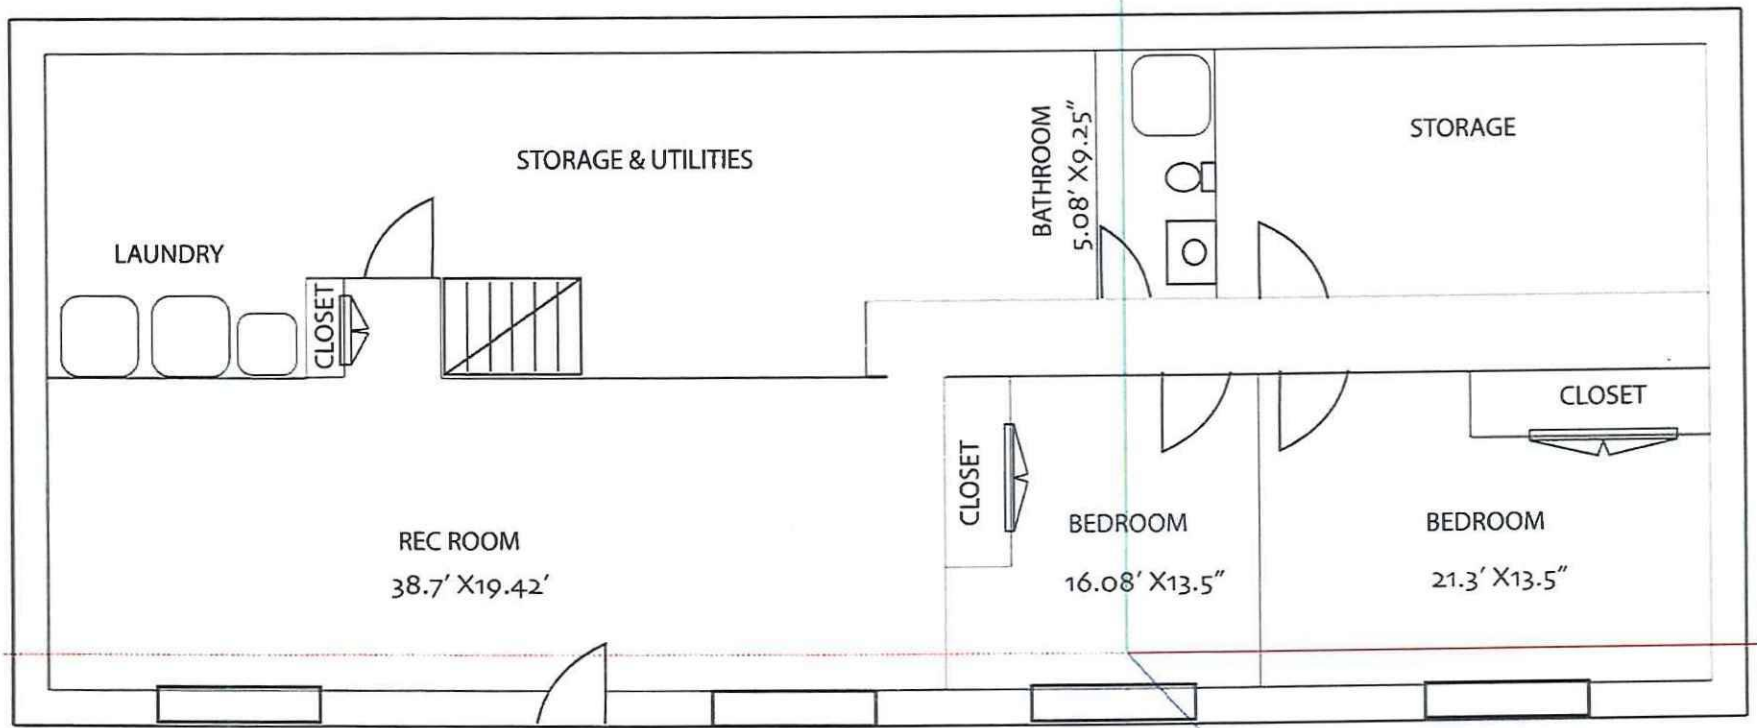 STORAGE & UTILITIES
BATHROOM
5.08' X9.25"
STORAGE
LAUNDRY
CLOSET
CLOSET
CLOSET
REC ROOM
38.7' X19.42'
BEDROOM
16.08' X13.5"
BEDROOM
21.3' X13.5"